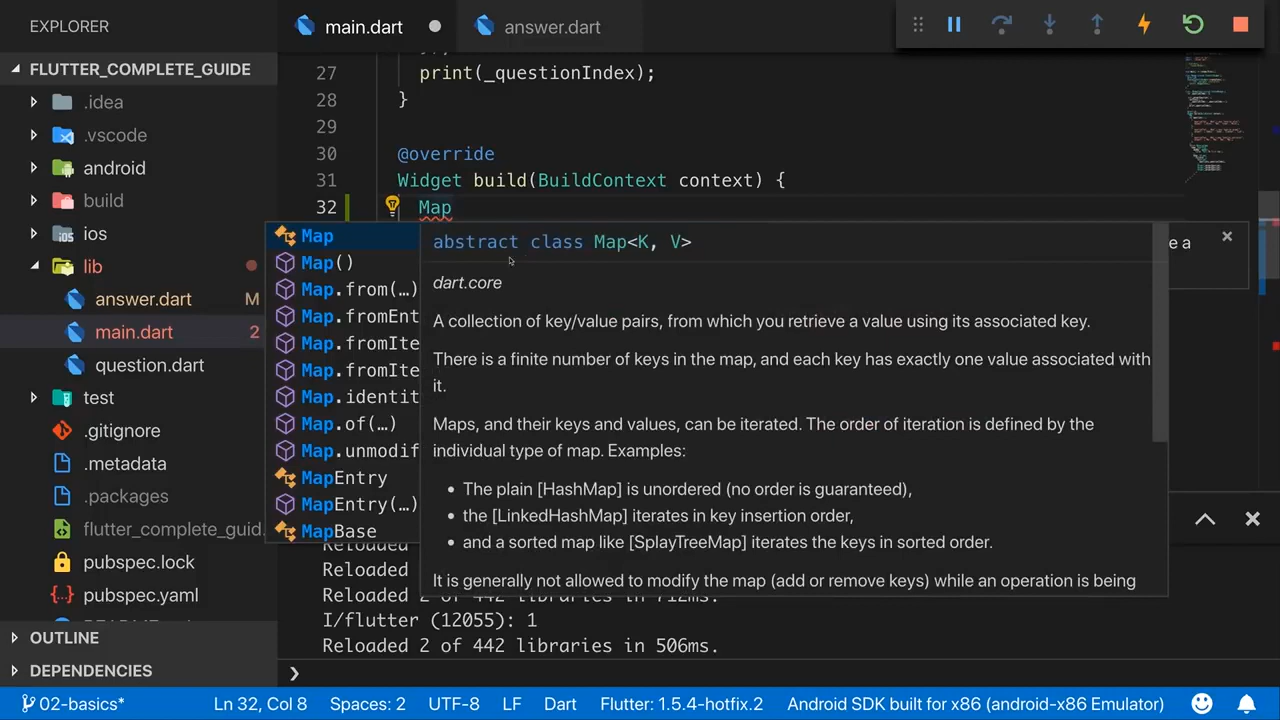 EXPLORER
main.dart
answer.dart
FLUTTER_COMPLETE_GUIDE
.idea
.vscode
android
build
ios
lib
answer.dart M
main.dart 2
question.dart
test
.gitignore
.metadata
.packages
flutter_complete_guid.
pubspec.lock
pubspec.yaml
OUTLINE
DEPENDENCIES
27 print(_questionIndex);
28 }
29
30 @override
31 Widget build(BuildContext context) {
32 Map
Map
Map()
Map.from(…)
Map.fromEnt
Map.fromIte
Map.fromIte
Map.identit
Map.of(…)
Map.unmodif
MapEntry
MapEntry(…)
MapBase
abstract class Map<K, V>
e a
dart.core
A collection of key/value pairs, from which you retrieve a value using its associated key.
There is a finite number of keys in the map, and each key has exactly one value associated with
it.
Maps, and their keys and values, can be iterated. The order of iteration is defined by the
individual type of map. Examples:
• The plain [HashMap] is unordered (no order is guaranteed),
• the [LinkedHashMap] iterates in key insertion order,
• and a sorted map like [SplayTreeMap] iterates the keys in sorted order.
It is generally not allowed to modify the map (add or remove keys) while an operation is being
Reloaded
Reloaded
Reloaded 2 of 442 libraries in 712ms.
I/flutter (12055): 1
Reloaded 2 of 442 libraries in 506ms.
02-basics* Ln 32, Col 8 Spaces: 2 UTF-8 LF Dart Flutter: 1.5.4-hotfix.2 Android SDK built for x86 (android-x86 Emulator)